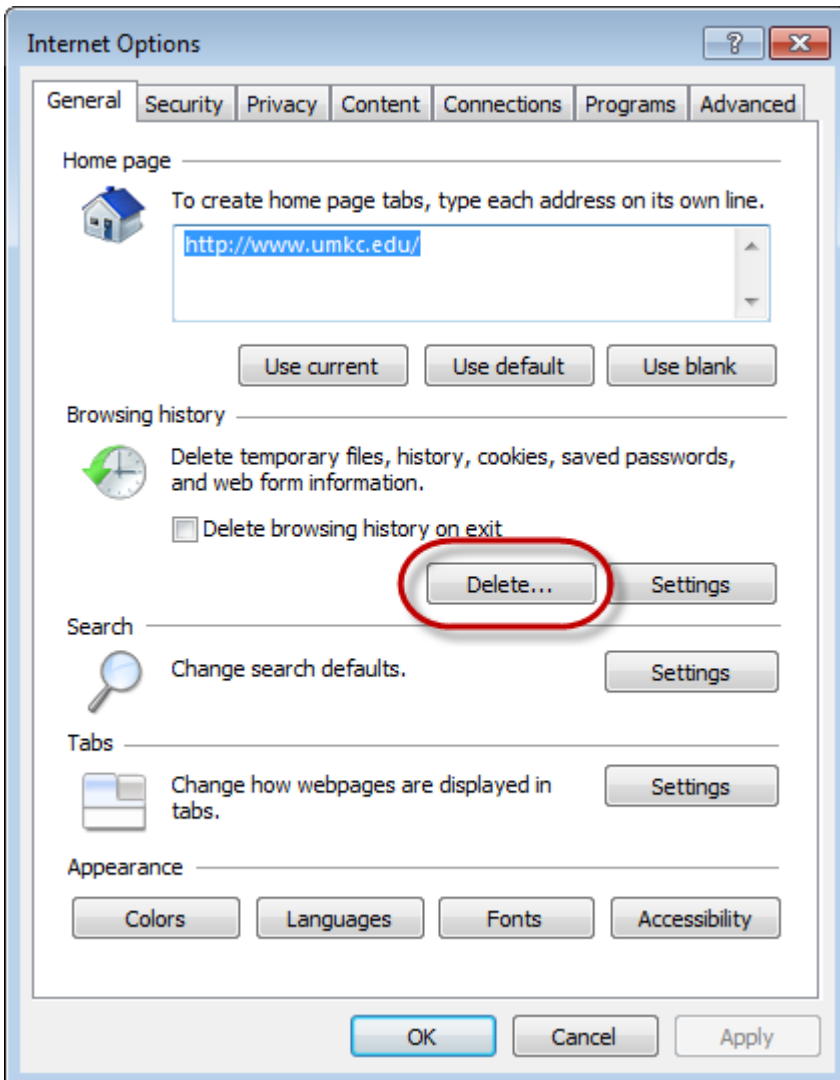 Internet Options
General Security Privacy Content Connections Programs Advanced
Home page
To create home page tabs, type each address on its own line.
http://www.umkc.edu/
Use current Use default Use blank
Browsing history
Delete temporary files, history, cookies, saved passwords,
and web form information.
Delete browsing history on exit
Delete... Settings
Search
Change search defaults. Settings
Tabs
Change how webpages are displayed in Settings
tabs.
Appearance
Colors Languages Fonts Accessibility
OK Cancel Apply